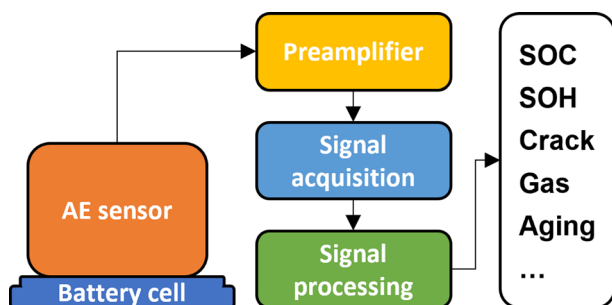 Preamplifier
Signal
acquisition
Signal
processing
AE sensor
Battery cell
SOC
SOH
Crack
Gas
Aging
...